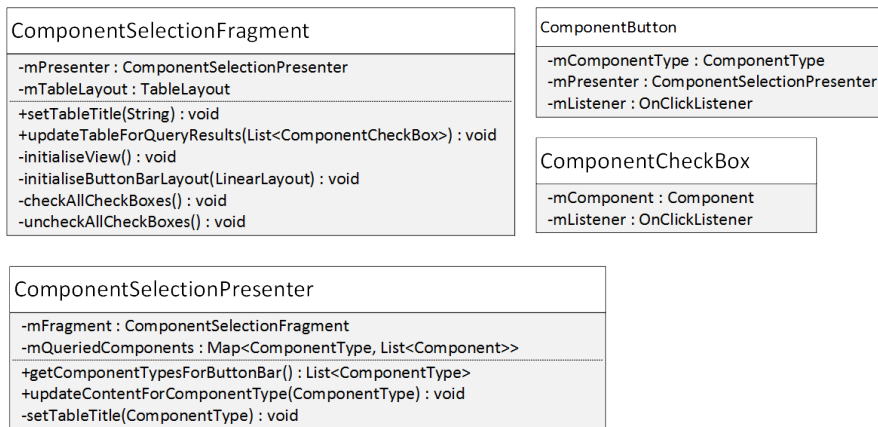 ComponentSelectionFragment
-mPresenter : ComponentSelectionPresenter
-mTableLayout : TableLayout
+setTableTitle(String) : void
+updateTableForQueryResults(List<ComponentCheckBox>) : void
-initialiseView() : void
-initialiseButtonBarLayout(LinearLayout) : void
-checkAllCheckBoxes() : void
-uncheckAllCheckBoxes() : void
ComponentButton
-mComponentType : ComponentType
-mPresenter : ComponentSelectionPresenter
-mListener : OnClickListener
ComponentCheckBox
-mComponent : Component
-mListener : OnClickListener
ComponentSelectionPresenter
-mFragment : ComponentSelectionFragment
-mQueriedComponents : Map<ComponentType, List<Component>>
+getComponentTypesForButtonBar() : List<ComponentType>
+updateContentForComponentType(ComponentType) : void
-setTableTitle(ComponentType) : void